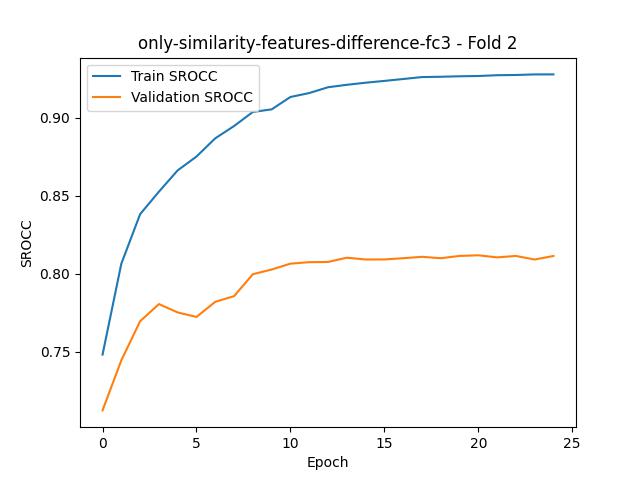 only-similarity-features-difference-fc3 - Fold 2
Train SROCC
Validation SROCC
SROCC
0.90
0.85
0.80
0.75
0 5 10 15 20 25
Epoch